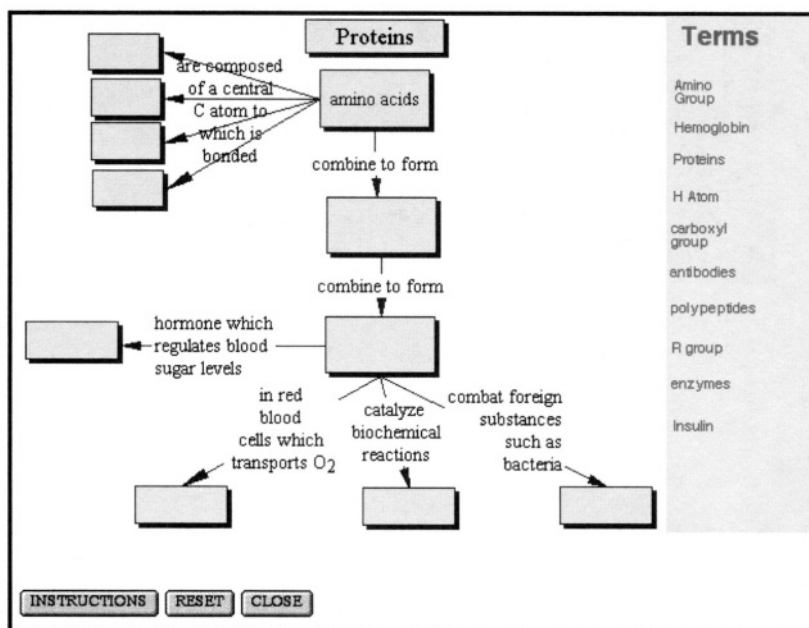 Proteins
Terms
are composed
of a central
C atom to
which is
bonded
amino acids
combine to form
combine to form
hormone which
regulates blood
sugar levels
in red
blood
cells which
transports O2
catalyze
biochemical
reactions
combat foreign
substances
such as
bacteria
Amino
Group
Hemoglobin
Proteins
H Atom
carboxyl
group
antibodies
polypeptides
R group
enzymes
Insulin
INSTRUCTIONS
RESET
CLOSE